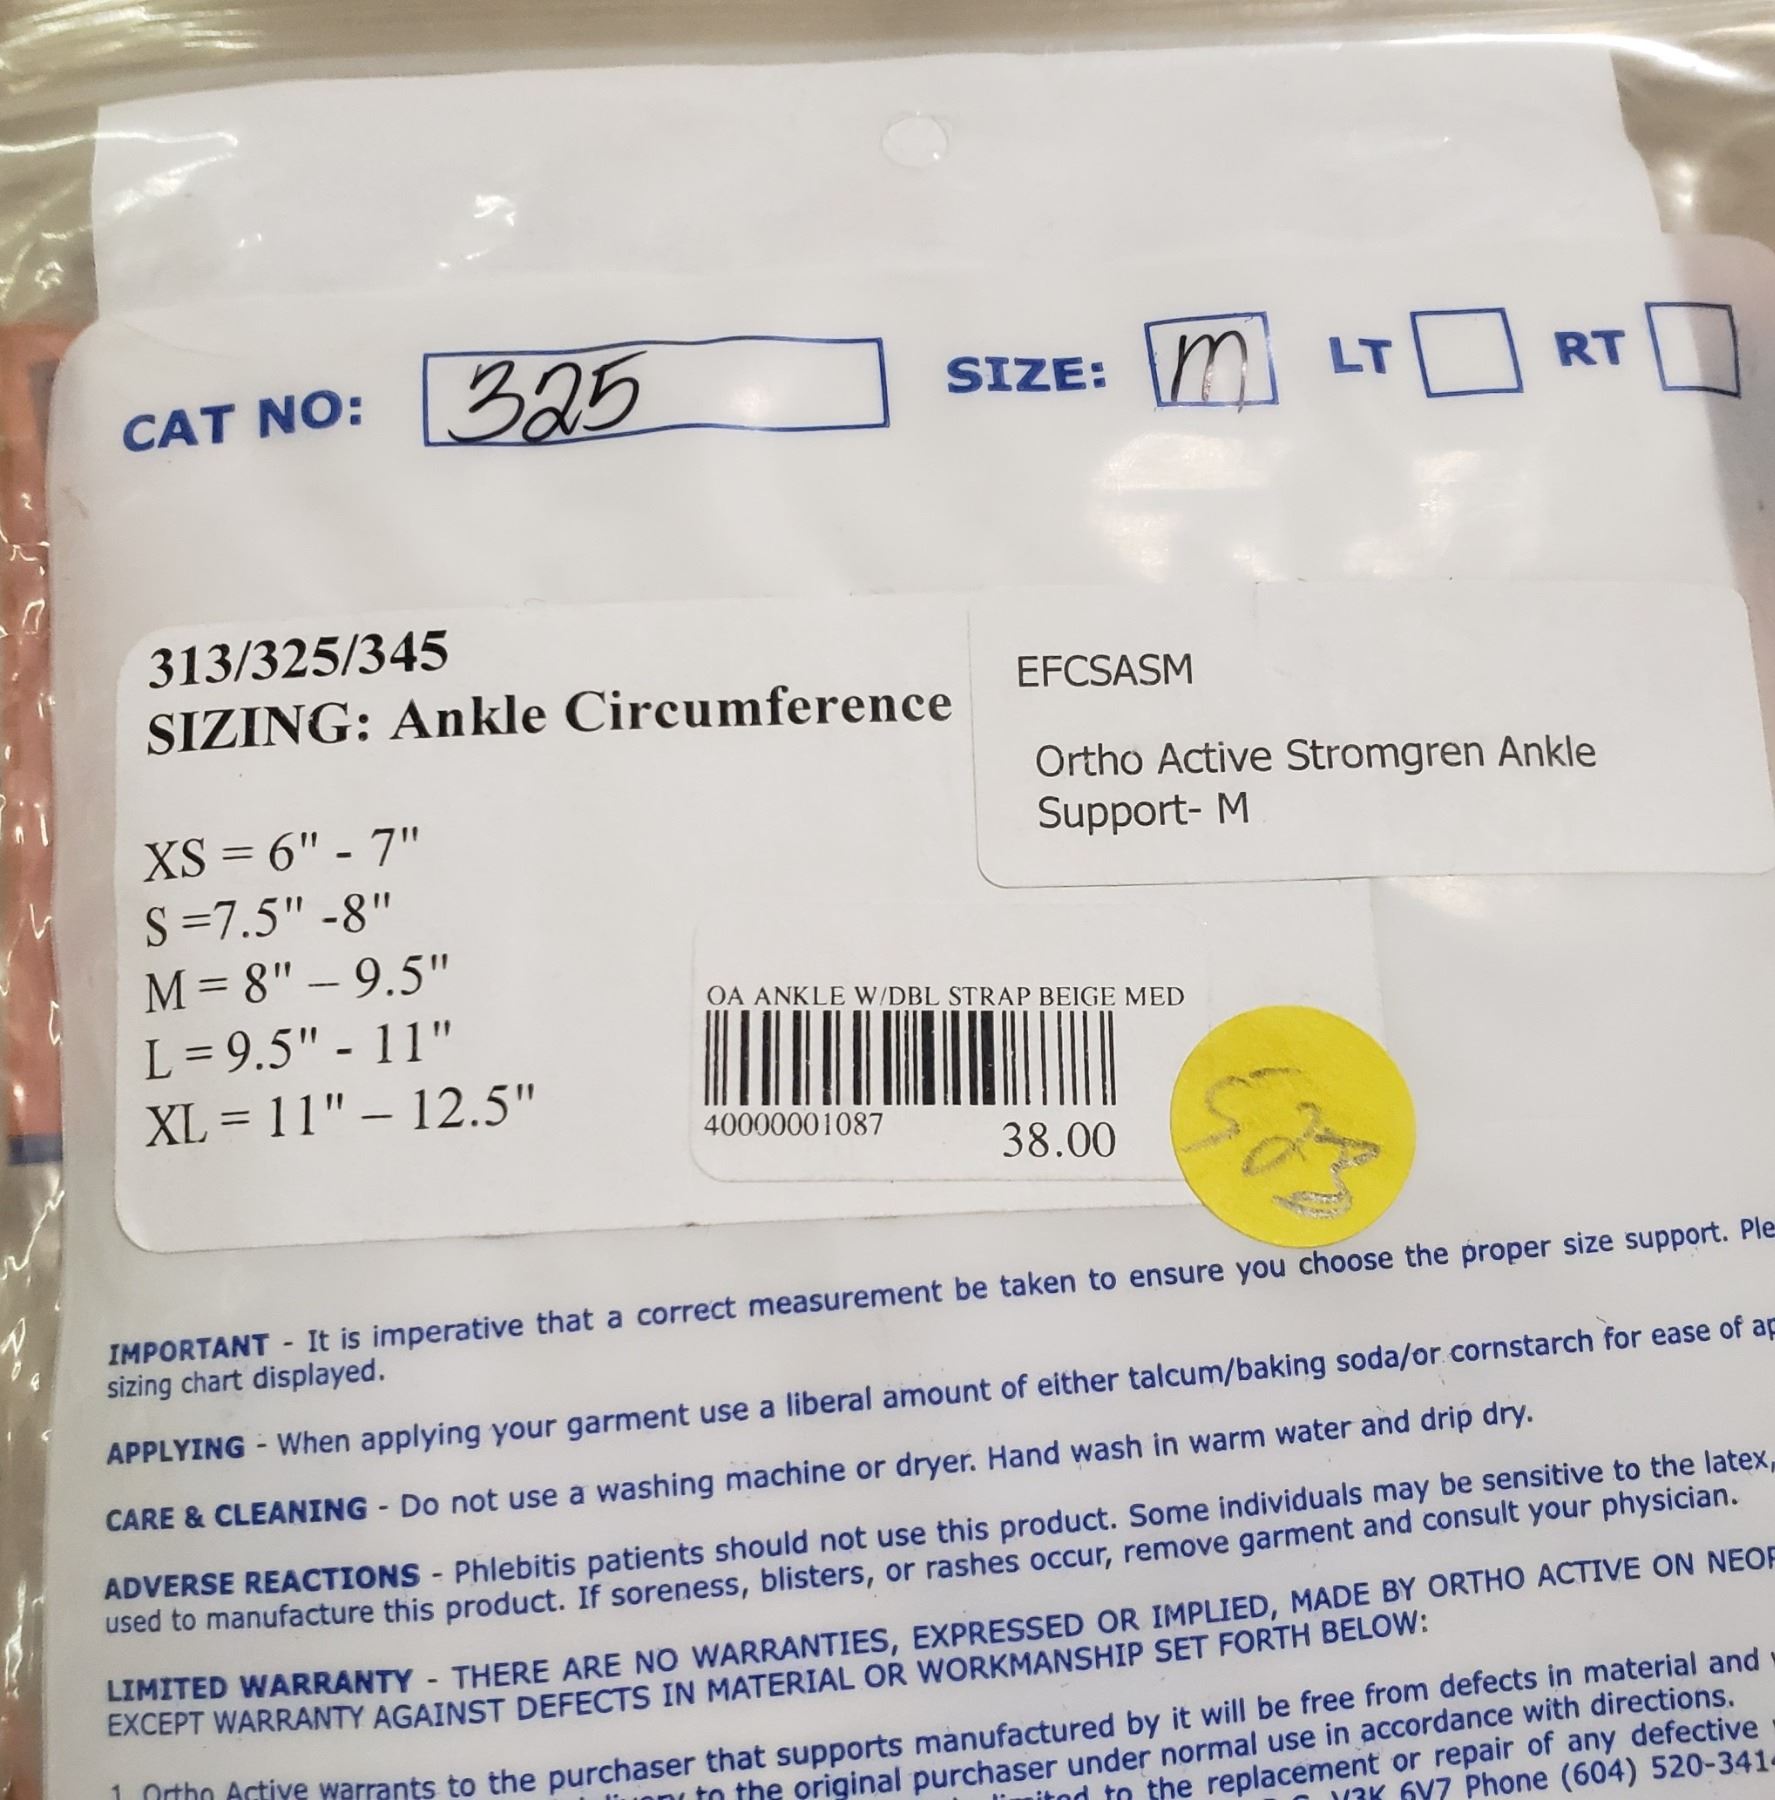 CAT NO: 325 SIZE: M LT RT
313/325/345
SIZING: Ankle Circumference
XS = 6" - 7"
S =7.5" -8"
M = 8" – 9.5"
L = 9.5" - 11"
XL = 11" – 12.5"
EFCSASM
Ortho Active Stromgren Ankle
Support- M
OA ANKLE W/DBL STRAP BEIGE MED
40000001087
38.00
IMPORTANT - It is imperative that a correct measurement be taken to ensure you choose the proper size support. Ple
sizing chart displayed.
APPLYING - When applying your garment use a liberal amount of either talcum/baking soda/or cornstarch for ease of ap
CARE & CLEANING - Do not use a washing machine or dryer. Hand wash in warm water and drip dry.
ADVERSE REACTIONS - Phlebitis patients should not use this product. Some individuals may be sensitive to the latex,
used to manufacture this product. If soreness, blisters, or rashes occur, remove garment and consult your physician.
LIMITED WARRANTY - THERE ARE NO WARRANTIES, EXPRESSED OR IMPLIED, MADE BY ORTHO ACTIVE ON NEOP
EXCEPT WARRANTY AGAINST DEFECTS IN MATERIAL OR WORKMANSHIP SET FORTH BELOW:
1. Ortho Active warrants to the purchaser that supports manufactured by it will be free from defects in material and
to the original purchaser under normal use in accordance with directions.
to the replacement or repair of any defective
V3K 6V7 Phone (604) 520-341